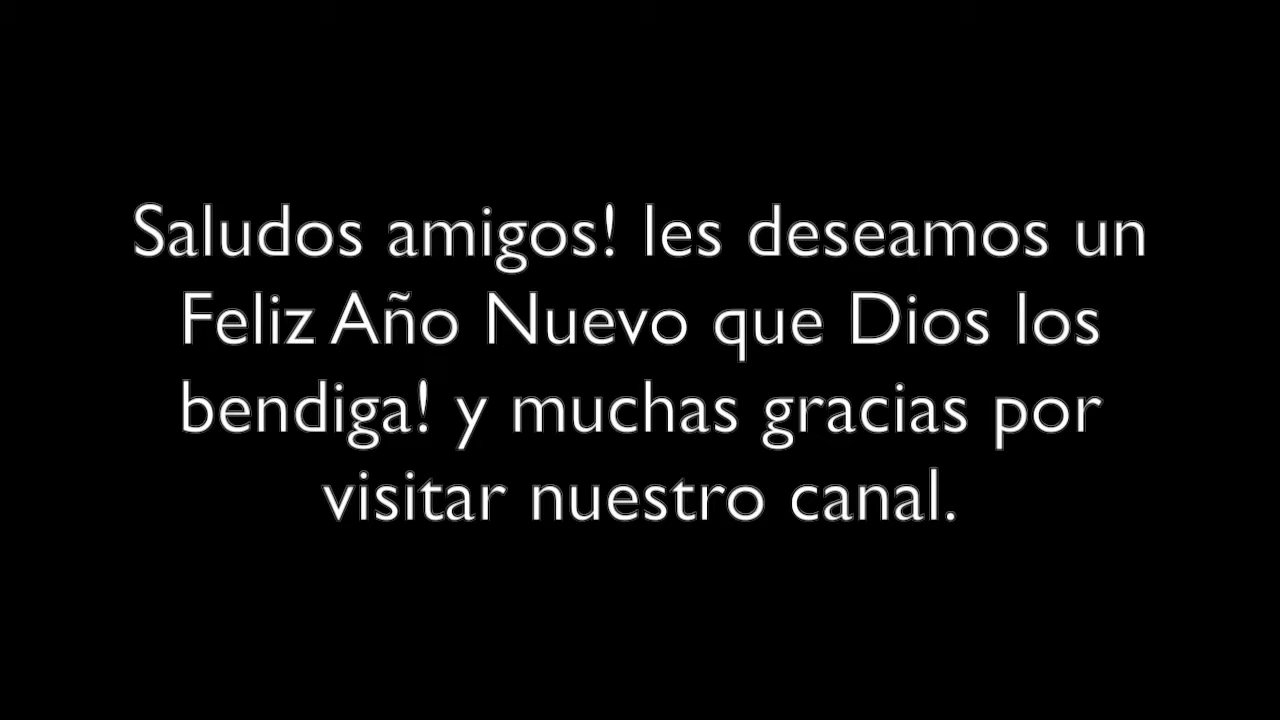 Saludos amigos! les deseamos un
Feliz Año Nuevo que Dios los
bendiga! y muchas gracias por
visitar nuestro canal.